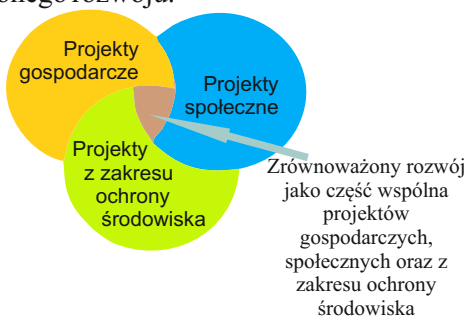 rozwoju.
Projekty
gospodarcze
Projekty
społeczne
Projekty
z zakresu
ochrony
środowiska
Zrównoważony rozwój
jako część wspólna
projektów
gospodarczych,
społecznych oraz z
zakresu ochrony
środowiska